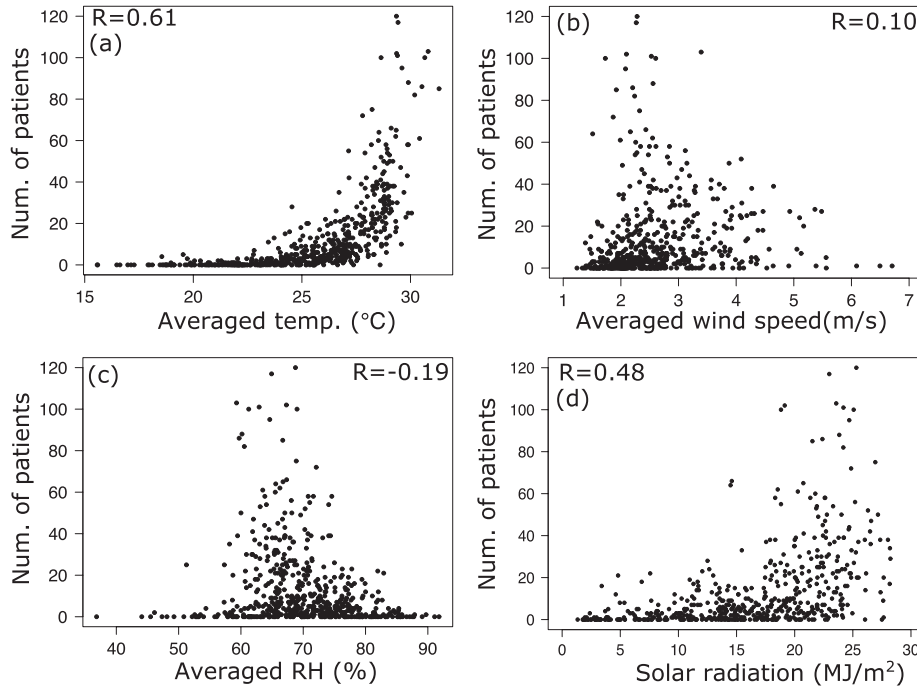 R=0.61
(a)
Num. of patients
120
100
80
60
40
20
0
15 20 25 30
Averaged temp. (°C)
(b) R=0.10
Num. of patients
120
100
80
60
40
20
0
1 2 3 4 5 6 7
Averaged wind speed(m/s)
(c) R=-0.19
Num. of patients
120
100
80
60
40
20
0
40 50 60 70 80 90
Averaged RH (%)
R=0.48
(d)
Num. of patients
120
100
80
60
40
20
0
0 5 10 15 20 25 30
Solar radiation (MJ/m²)